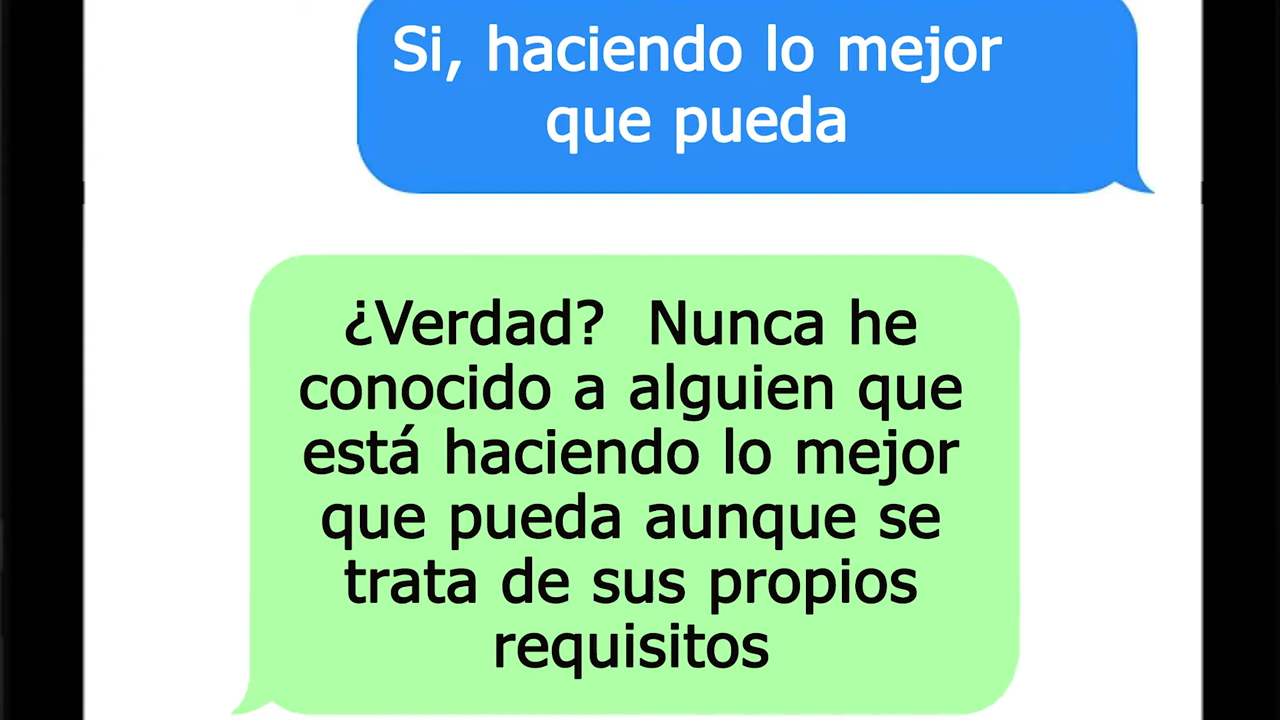 Si, haciendo lo mejor
que pueda
¿Verdad?  Nunca he
conocido a alguien que
está haciendo lo mejor
que pueda aunque se
trata de sus propios
requisitos